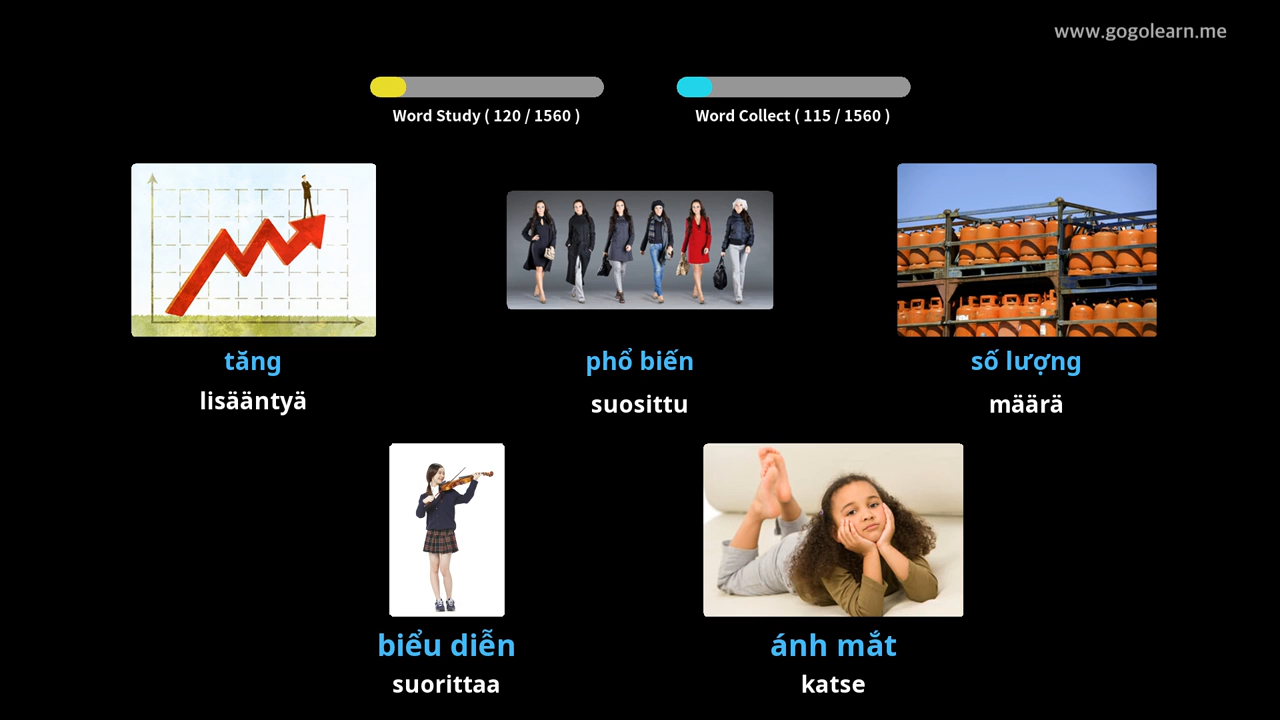 www.gogolearn.me
Word Study ( 120 / 1560 )
Word Collect ( 115 / 1560 )
tăng
phổ biến
số lượng
lisääntyä
suosittu
määrä
biểu diễn
ánh mắt
suorittaa
katse